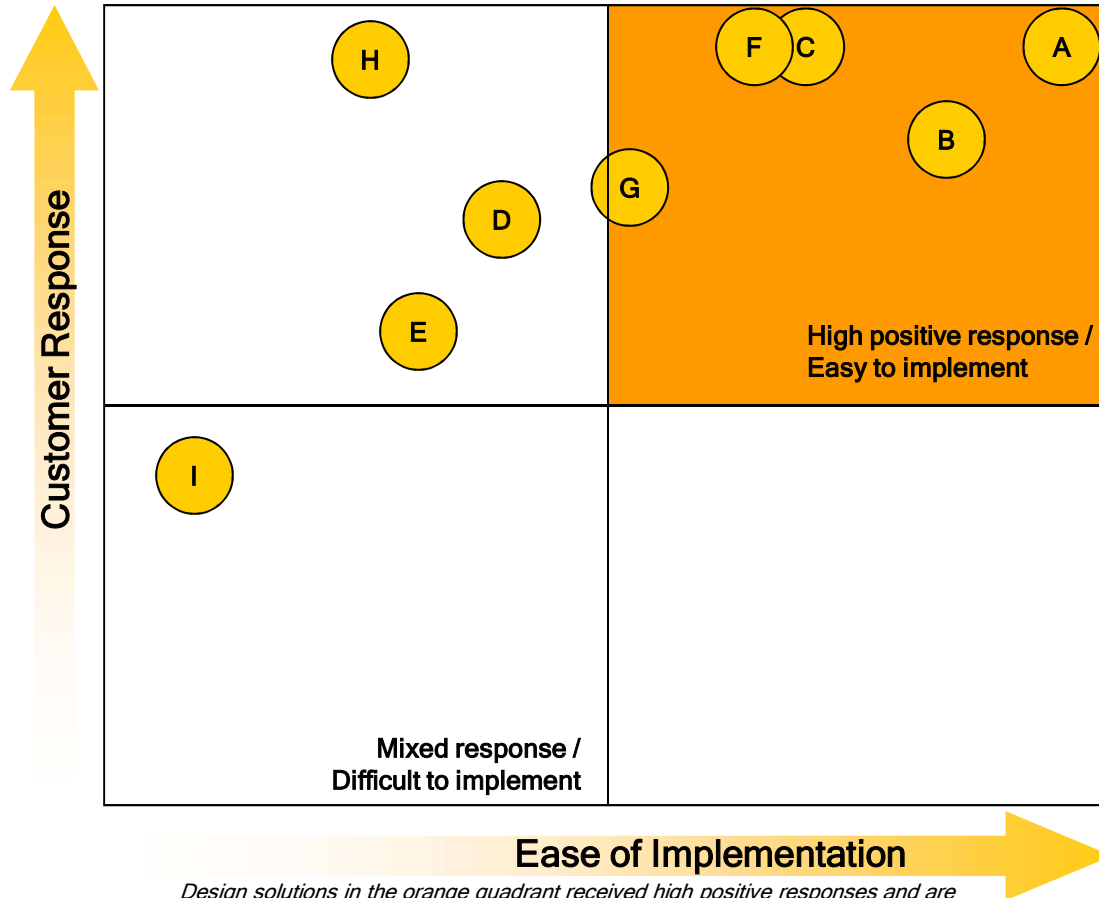 H
F
C
A
B
G
D
E
High positive response /
Easy to implement
Customer Response
I
Mixed response /
Difficult to implement
Ease of Implementation
Design solutions in the orange quadrant received high positive responses and are